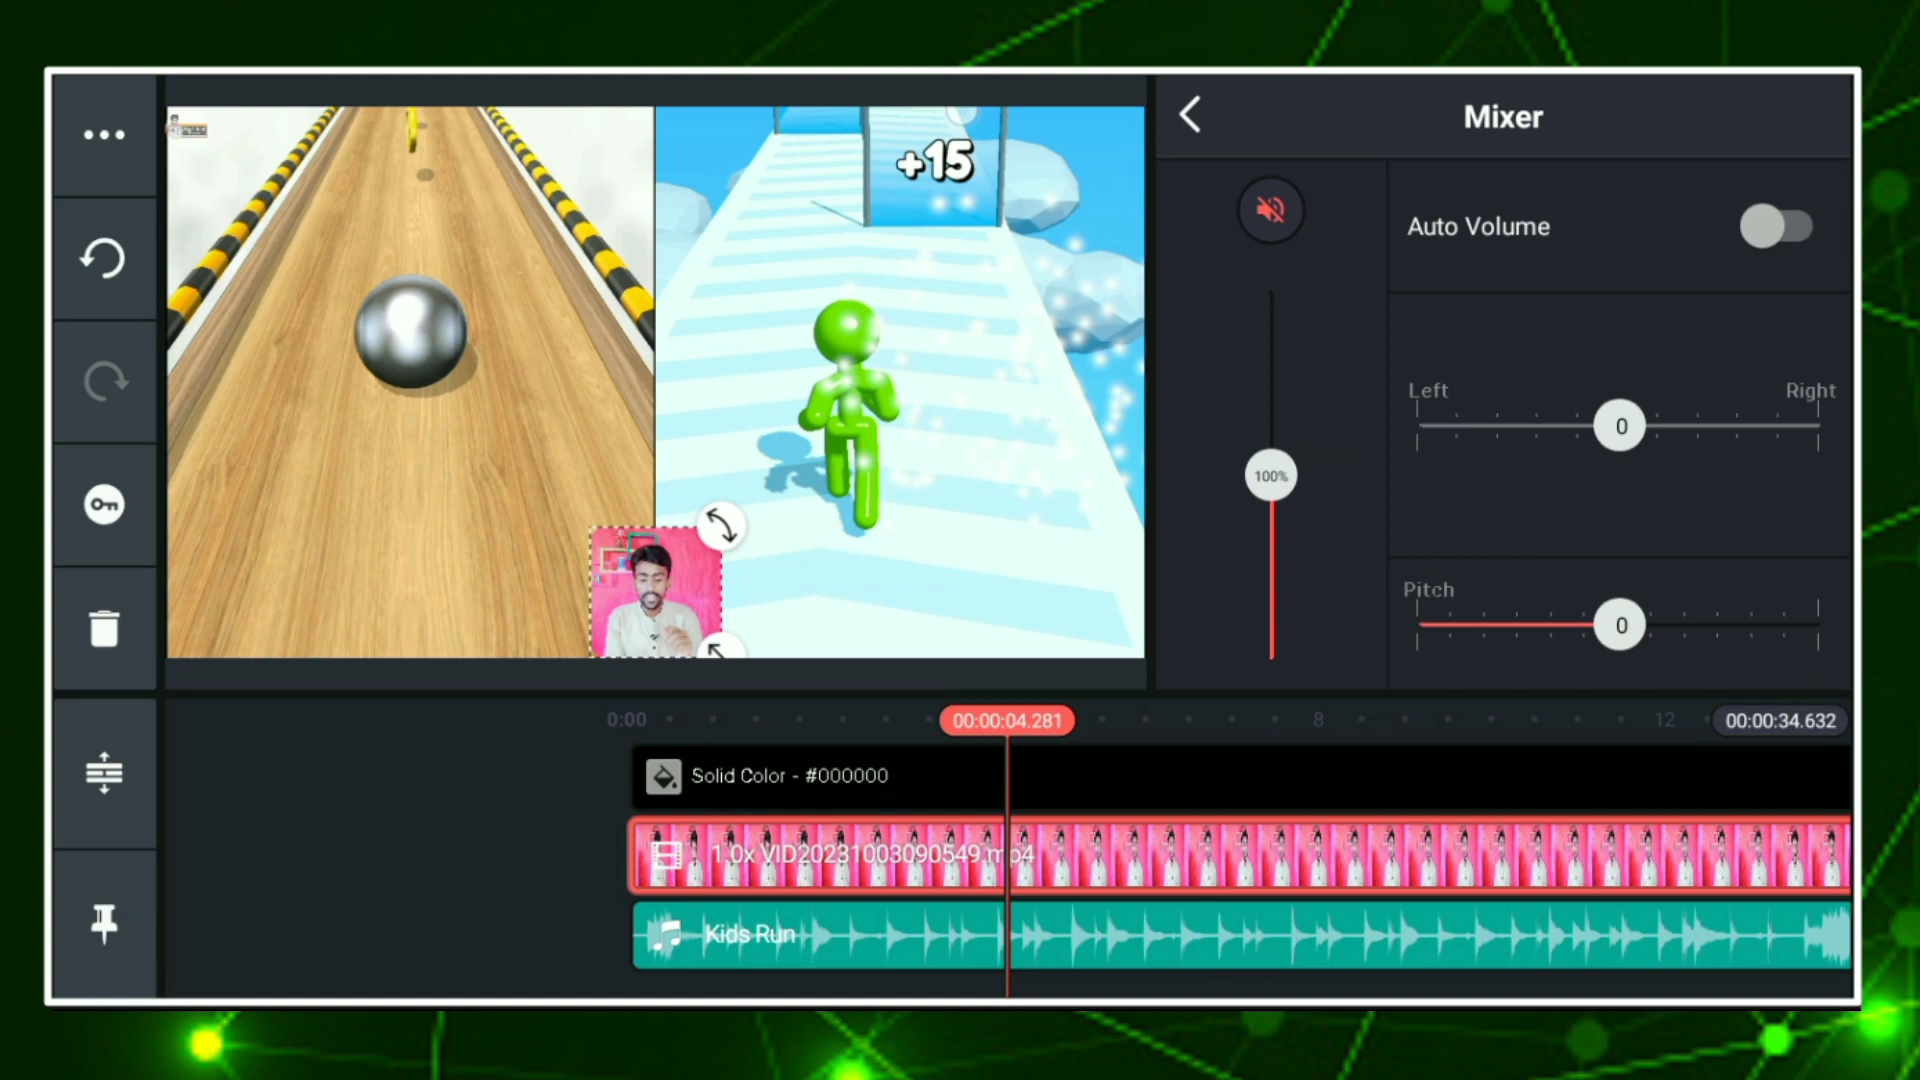 Mixer
+15
Auto Volume
Left
Right
0
100%
Pitch
0
0:00
00:00:04.281
8
12
00:00:34.632
Solid Color - #000000
1.0x VID20231003090549.mp4
Kids Run